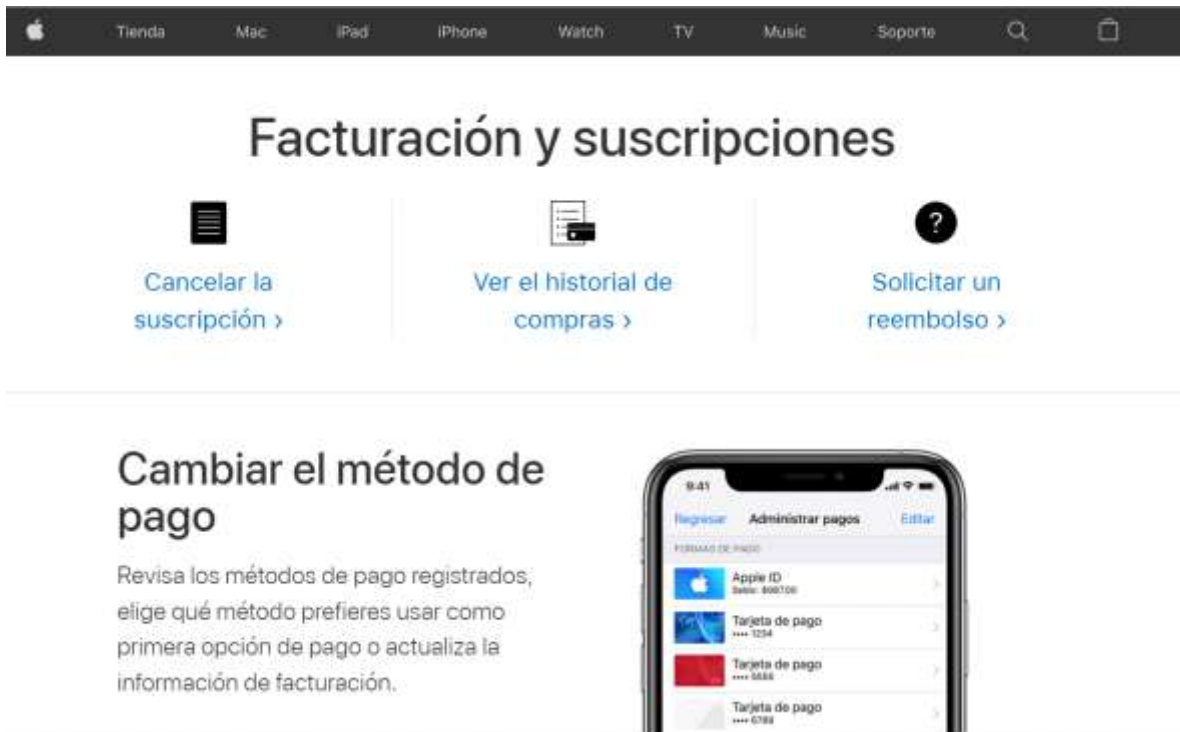 Tienda Mac iPad iPhone Watch TV Music Soporte
Facturación y suscripciones
Cancelar la
suscripción >
Ver el historial de
compras >
Solicitar un
reembolso >
Cambiar el método de
pago
Revisa los métodos de pago registrados,
elige qué método prefieres usar como
primera opción de pago o actualiza la
información de facturación.
9:41
Regresar Administrar pagos Editar
FORMAS DE PAGO
Apple ID
Tarjeta de pago
•••• 1234
Tarjeta de pago
Tarjeta de pago
•••• 6789